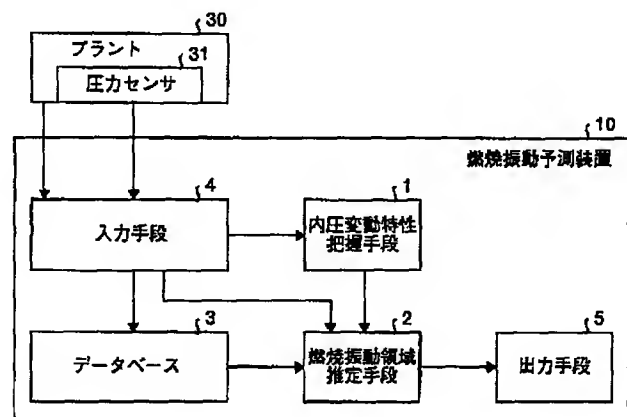 30
プラント
31
圧力センサ
10
燃焼振動予測装置
4
入力手段
1
内圧変動特性
把握手段
3
データベース
2
燃焼振動領域
推定手段
5
出力手段